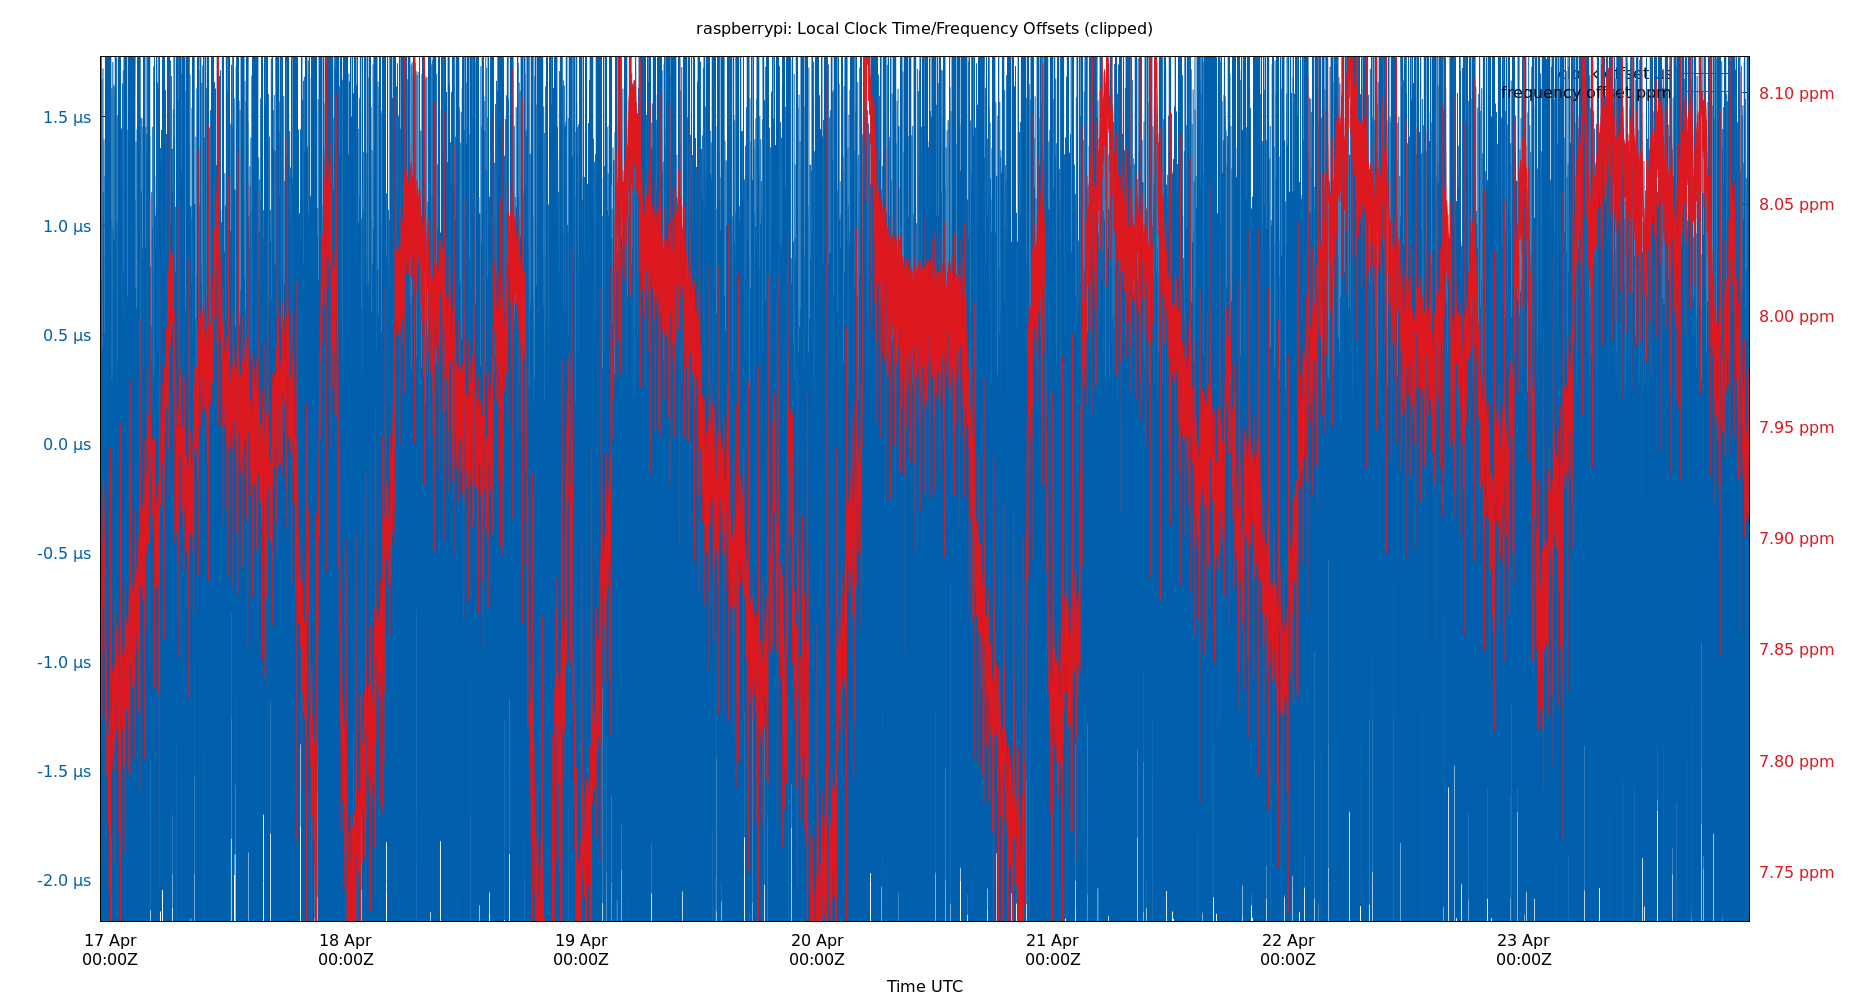 raspberrypi: Local Clock Time/Frequency Offsets (clipped)
clock offset µs
frequency offset ppm
1.5 µs
1.0 µs
0.5 µs
0.0 µs
-0.5 µs
-1.0 µs
-1.5 µs
-2.0 µs
8.10 ppm
8.05 ppm
8.00 ppm
7.95 ppm
7.90 ppm
7.85 ppm
7.80 ppm
7.75 ppm
17 Apr
00:00Z
18 Apr
00:00Z
19 Apr
00:00Z
20 Apr
00:00Z
21 Apr
00:00Z
22 Apr
00:00Z
23 Apr
00:00Z
Time UTC